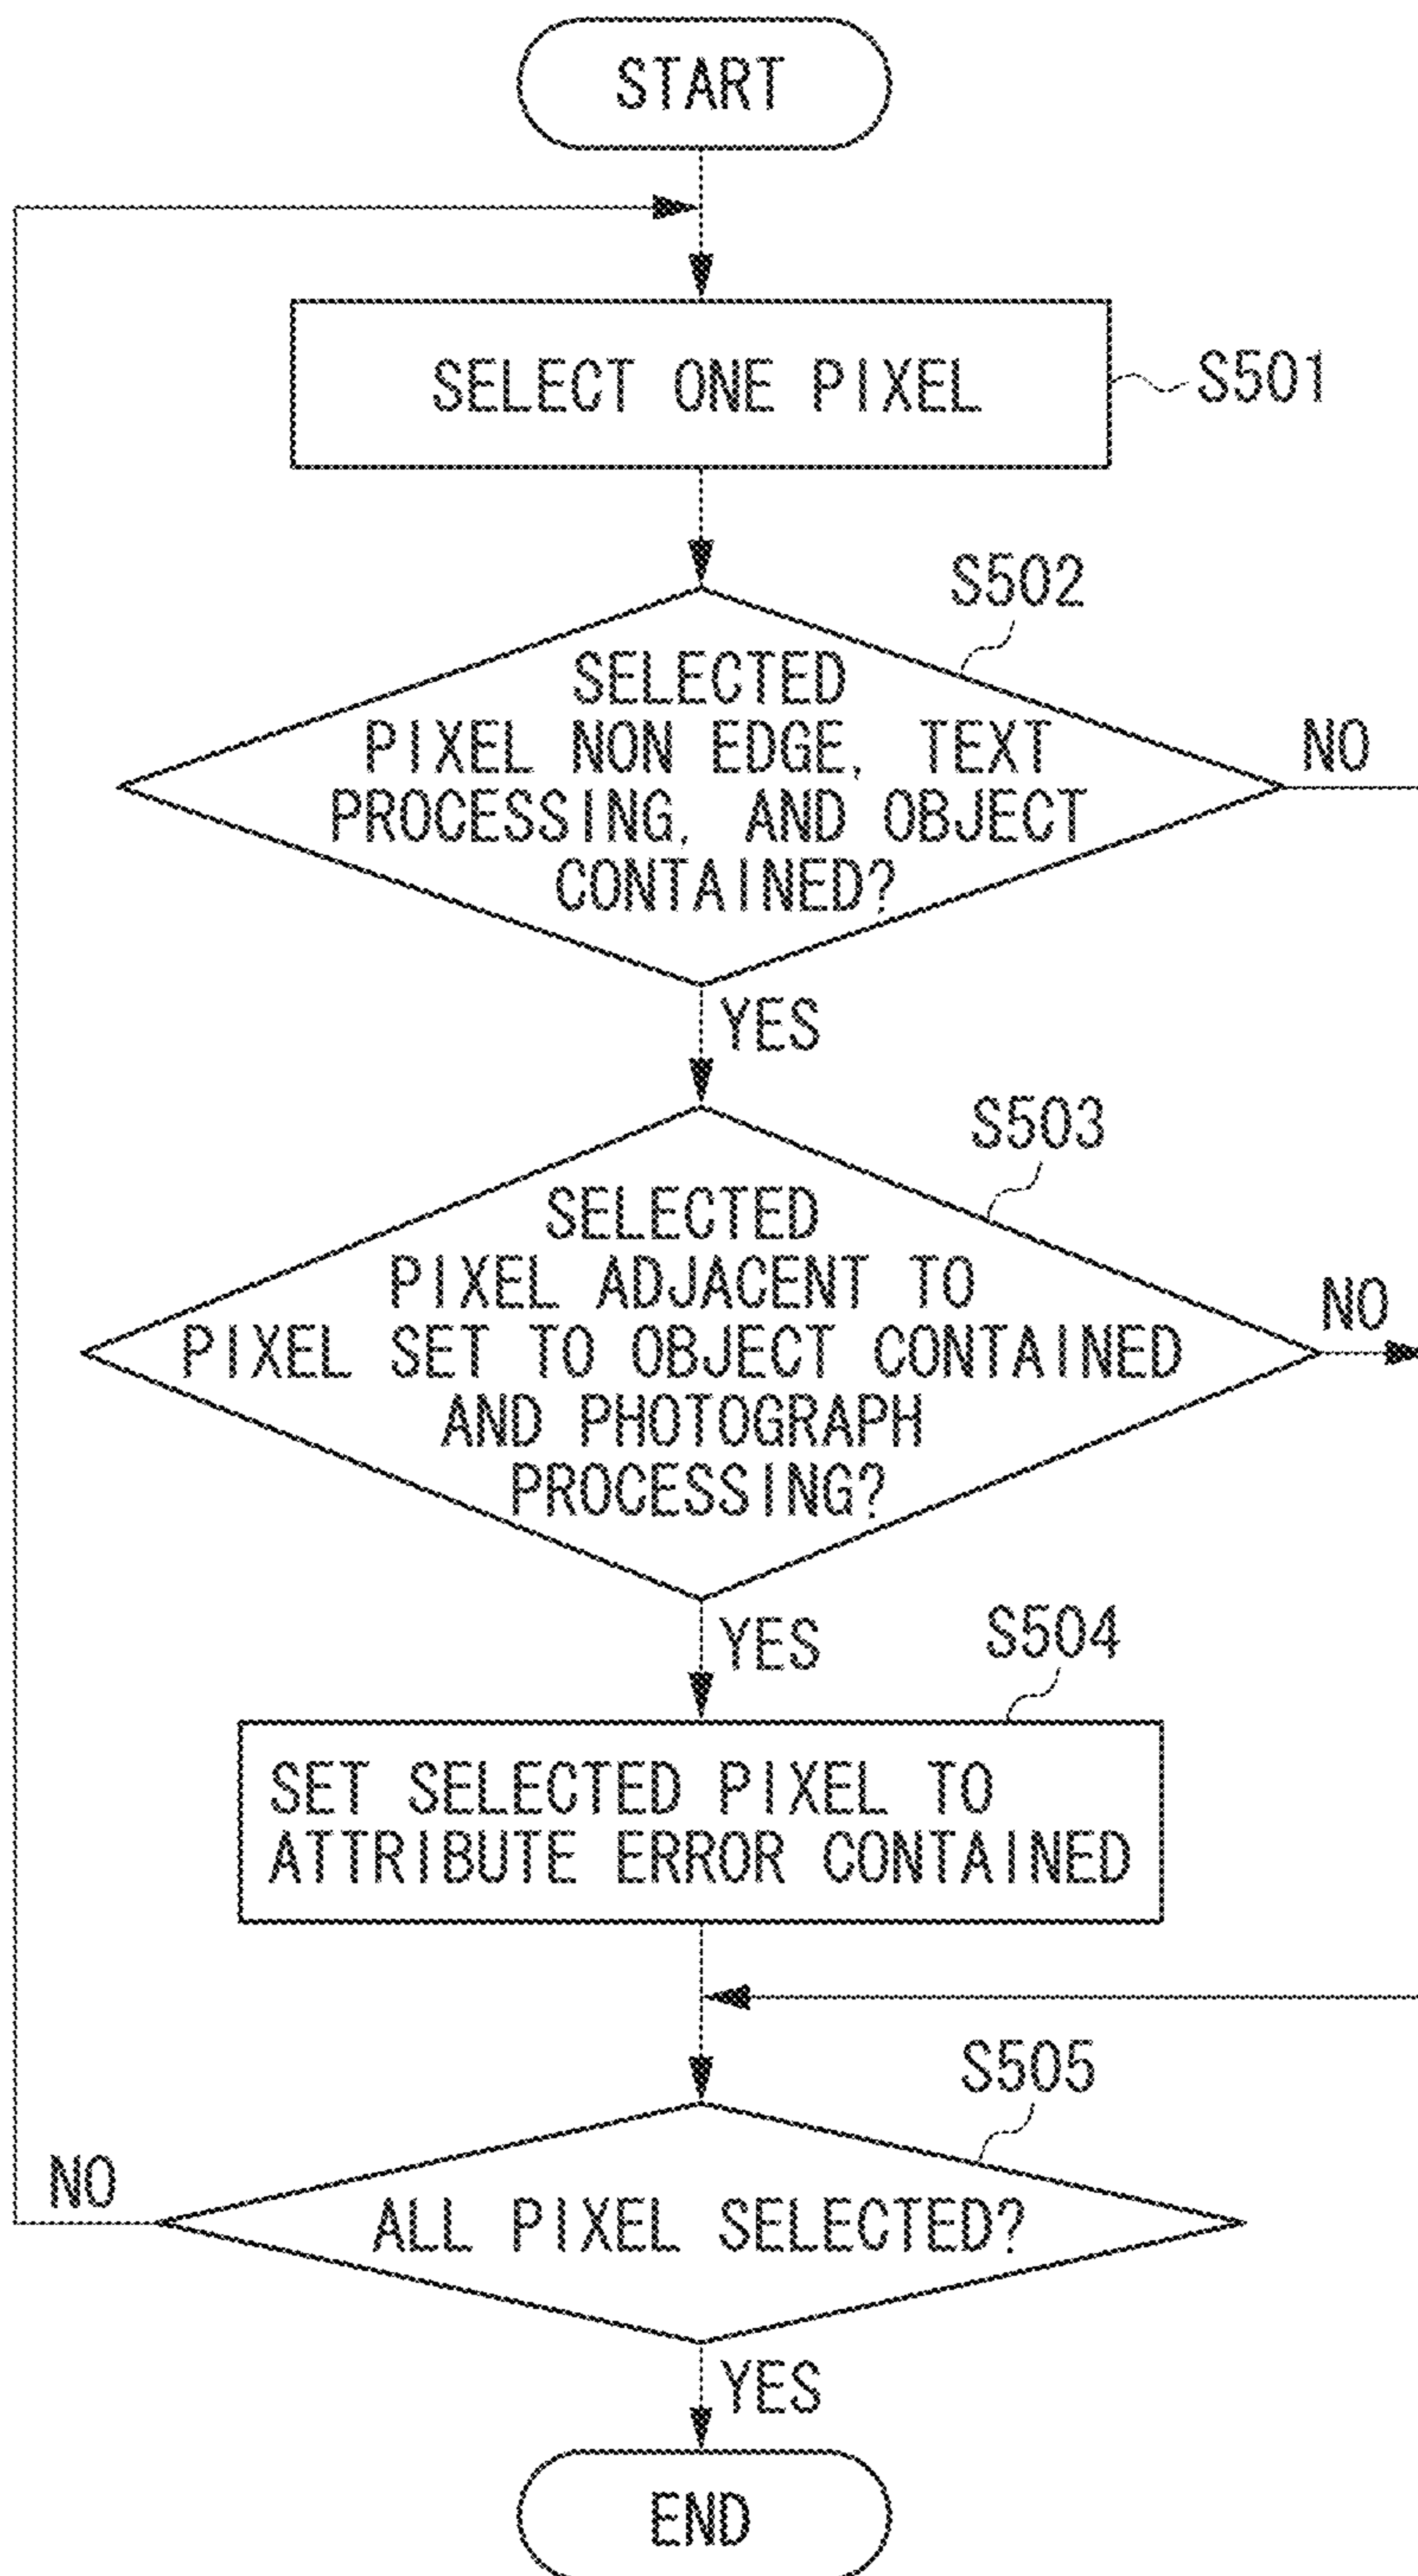 START
SELECT ONE PIXEL
S501
S502
SELECTED
PIXEL NON EDGE, TEXT
PROCESSING, AND OBJECT
CONTAINED?
NO
YES
S503
SELECTED
PIXEL ADJACENT TO
PIXEL SET TO OBJECT CONTAINED
AND PHOTOGRAPH
PROCESSING?
NO
YES
S504
SET SELECTED PIXEL TO
ATTRIBUTE ERROR CONTAINED
S505
NO
ALL PIXEL SELECTED?
YES
END